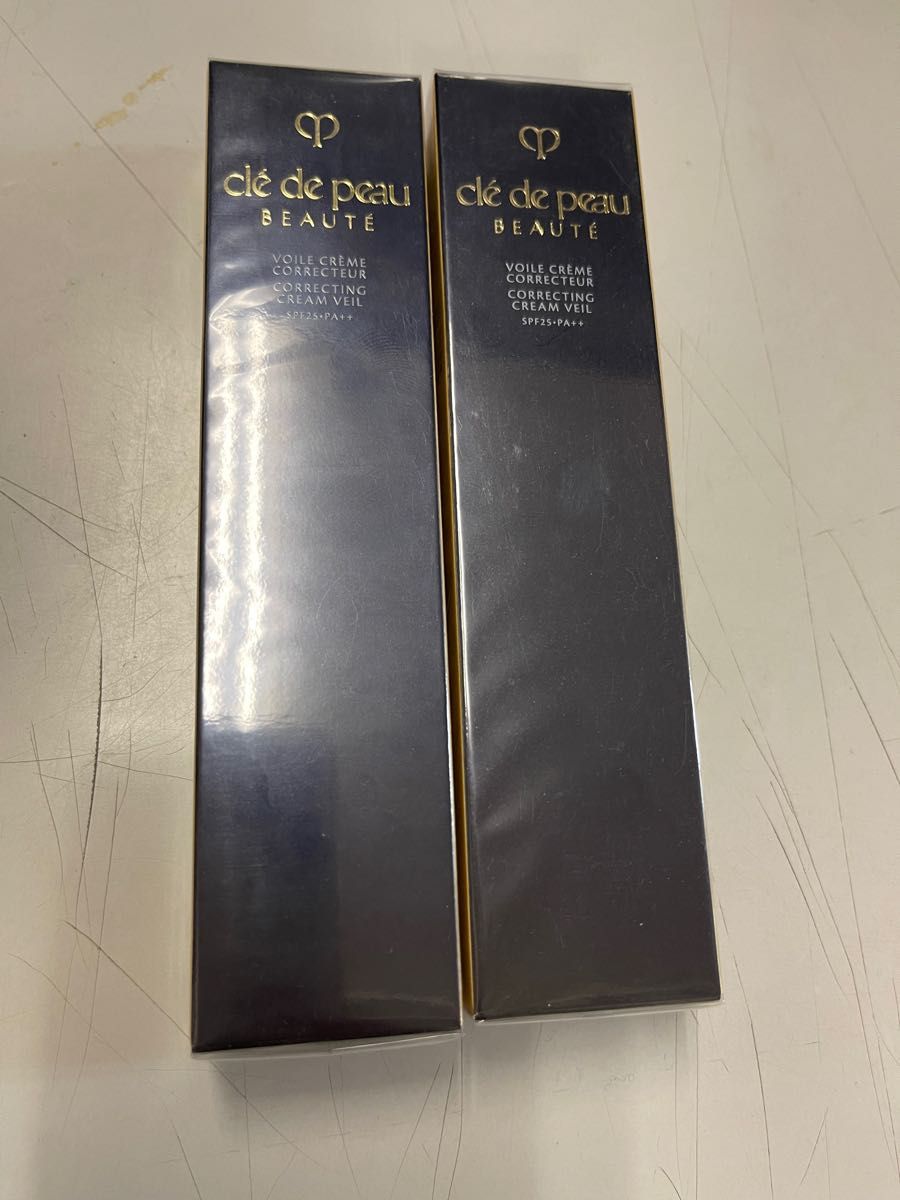 clé de peau
BEAUTÉ
VOILE CRÈME
CORRECTEUR
CORRECTING
CREAM VEIL
SPF25•PA++
clé de peau
BEAUTÉ
VOILE CRÈME
CORRECTEUR
CORRECTING
CREAM VEIL
SPF25•PA++